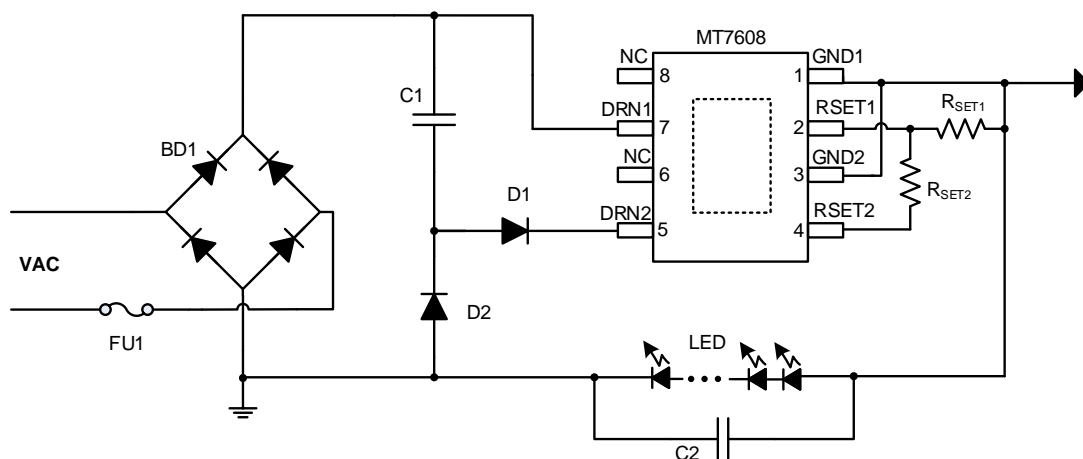 MT7608
NC
8
1
GND1
C1
DRN1
7
2
RSET1
RSET1
BD1
NC
6
3
GND2
D1
RSET2
DRN2
5
4
RSET2
VAC
D2
FU1
LED
C2